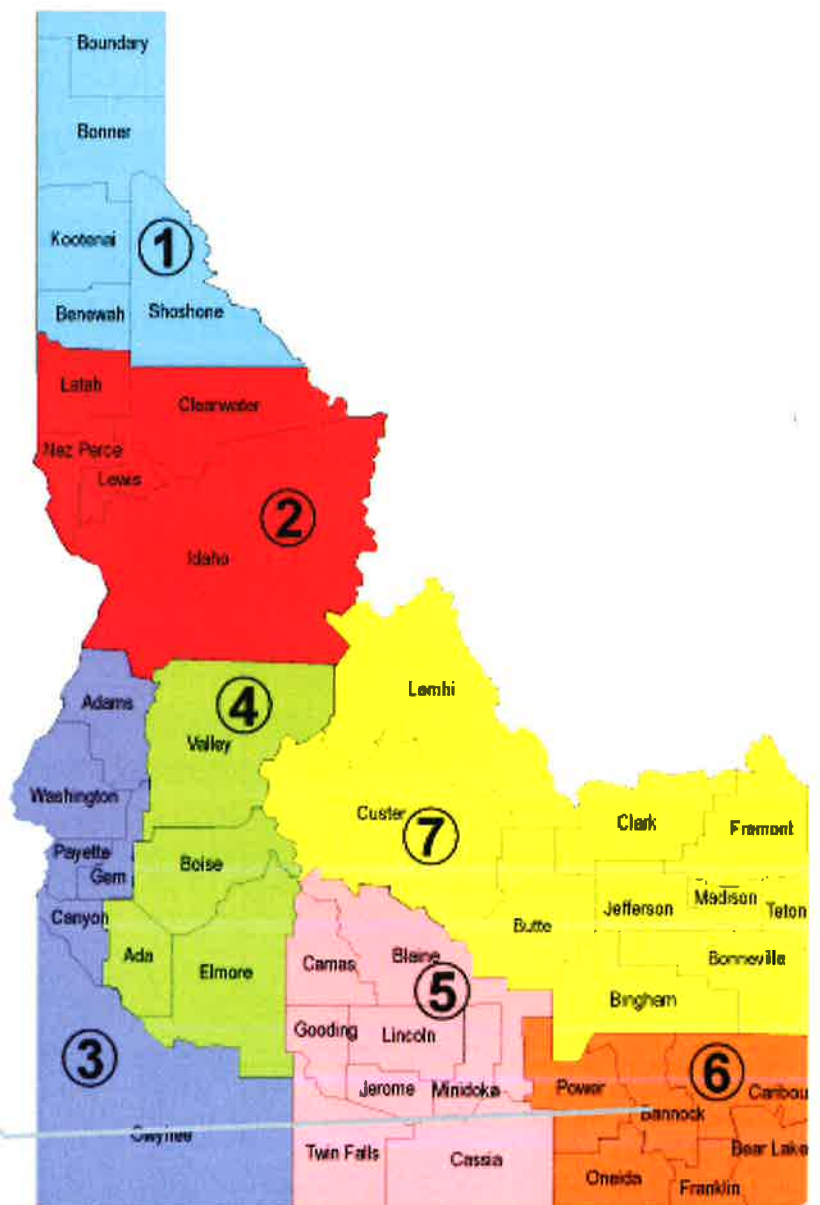 Boundary
Bonner
Kootenai
1
Benewah
Shoshone
Latah
Clearwater
Nez Perce
Lewis
2
Idaho
Lemhi
Adams
4
Valley
Washington
Custer
7
Clark
Fremont
Payette
Gem
Boise
Canyon
Jefferson
Madison
Teton
Butte
Ada
Elmore
Camas
Blaine
Bonneville
5
Bingham
Gooding
Lincoln
3
6
Jerome
Minidoka
Power
Caribou
Bannock
Owyhee
Twin Falls
Cassia
Bear Lake
Oneida
Franklin